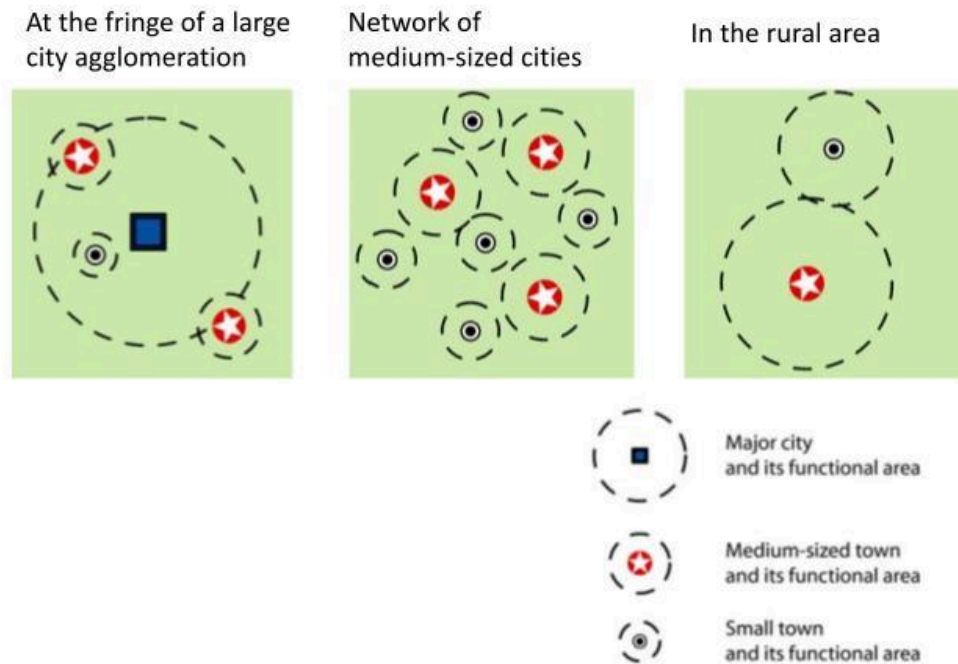 At the fringe of a large
city agglomeration
Network of
medium-sized cities
In the rural area
Major city
and its functional area
Medium-sized town
and its functional area
Small town
and its functional area